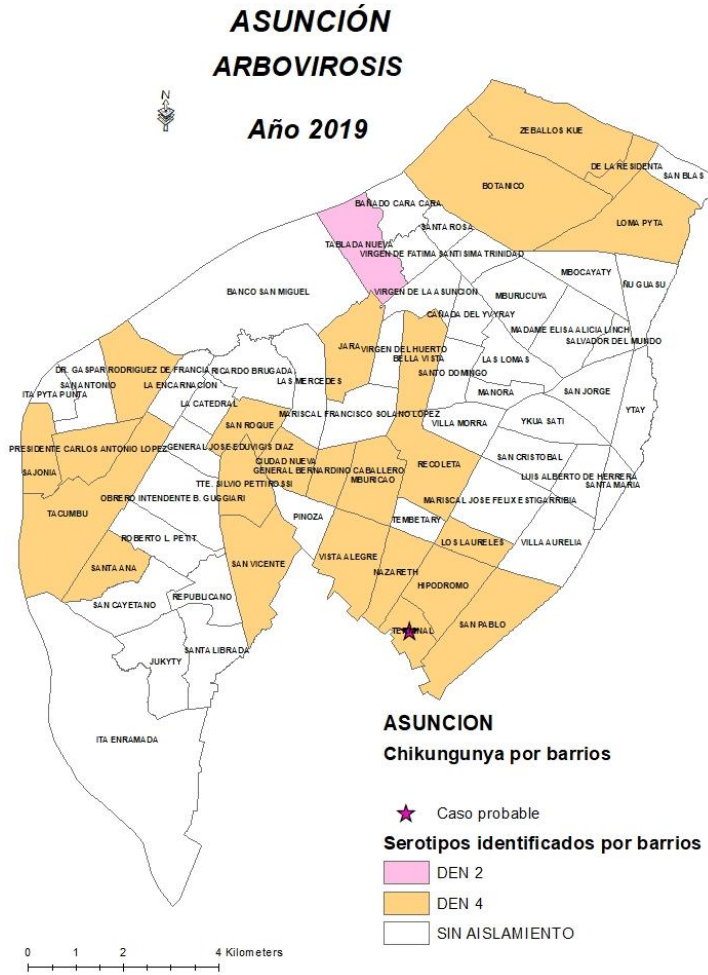 ASUNCIÓN
ARBOVIROSIS
Año 2019
N
ZEBALLOS KUE
DE LA RESIDENTA
SAN BLAS
BOTANICO
BAÑADO CARA CARA
LOMA PYTA
SANTA ROSA
TABLADA NUEVA
VIRGEN DE FATIMA
SANTISIMA TRINIDAD
MBOCAYATY
ÑU GUASU
BANCO SAN MIGUEL
VIRGEN DE LA ASUNCION
MBURUCUYA
CAÑADA DEL YVYRAY
MADAME ELISA ALICIA LINCH
SALVADOR DEL MUNDO
JARA
VIRGEN DEL HUERTO
BELLA VISTA
LAS LOMAS
DR. GASPAR RODRIGUEZ DE FRANCIA
RICARDO BRUGADA
SANTO DOMINGO
SAN ANTONIO
LA ENCARNACION
LAS MERCEDES
MANORA
SAN JORGE
ITA PYTA PUNTA
LA CATEDRAL
MARISCAL FRANCISCO SOLANO LOPEZ
YTAY
SAN ROQUE
VILLA MORRA
YKUA SATI
PRESIDENTE CARLOS ANTONIO LOPEZ
GENERAL JOSE EDUVIGIS DIAZ
SAN CRISTOBAL
CIUDAD NUEVA
RECOLETA
SAJONIA
GENERAL BERNARDINO CABALLERO
MBURICAO
LUIS ALBERTO DE HERRERA
TTE. SILVIO PETTIROSSI
SANTA MARIA
OBRERO INTENDENTE B. GUGGIARI
MARISCAL JOSE FELIX ESTIGARRIBIA
TACUMBU
PINOZA
TEMBETARY
ROBERTO L. PETIT
LOS LAURELES
VILLA AURELIA
VISTA ALEGRE
SAN VICENTE
SANTA ANA
NAZARETH
HIPODROMO
REPUBLICANO
SAN CAYETANO
SAN PABLO
TERMINAL
SANTA LIBRADA
JUKYTY
ITA ENRAMADA
ASUNCION
Chikungunya por barrios
Caso probable
Serotipos identificados por barrios
DEN 2
DEN 4
SIN AISLAMIENTO
0 1 2 4 Kilometers